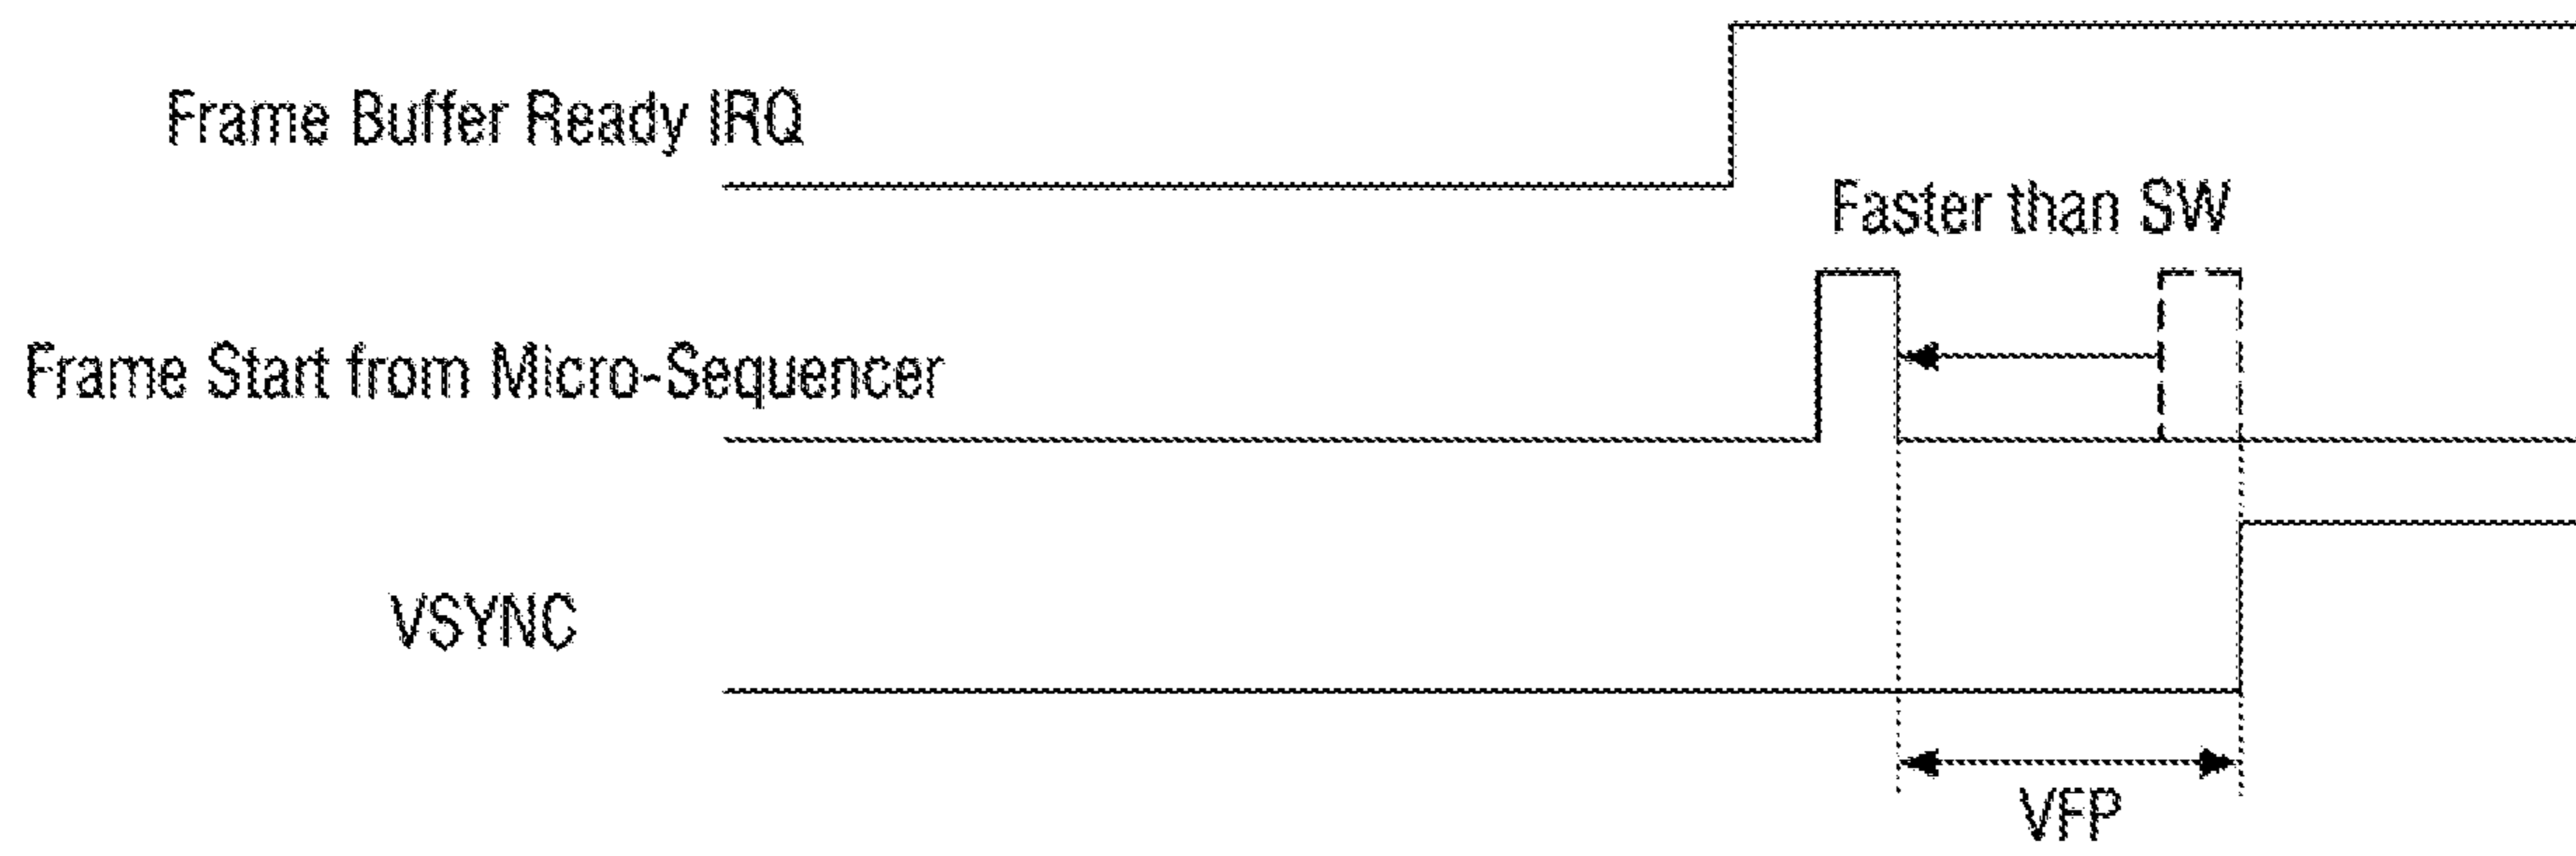 Frame Buffer Ready IRQ
Faster than SW
Frame Start from Micro-Sequencer
VSYNC
VFP